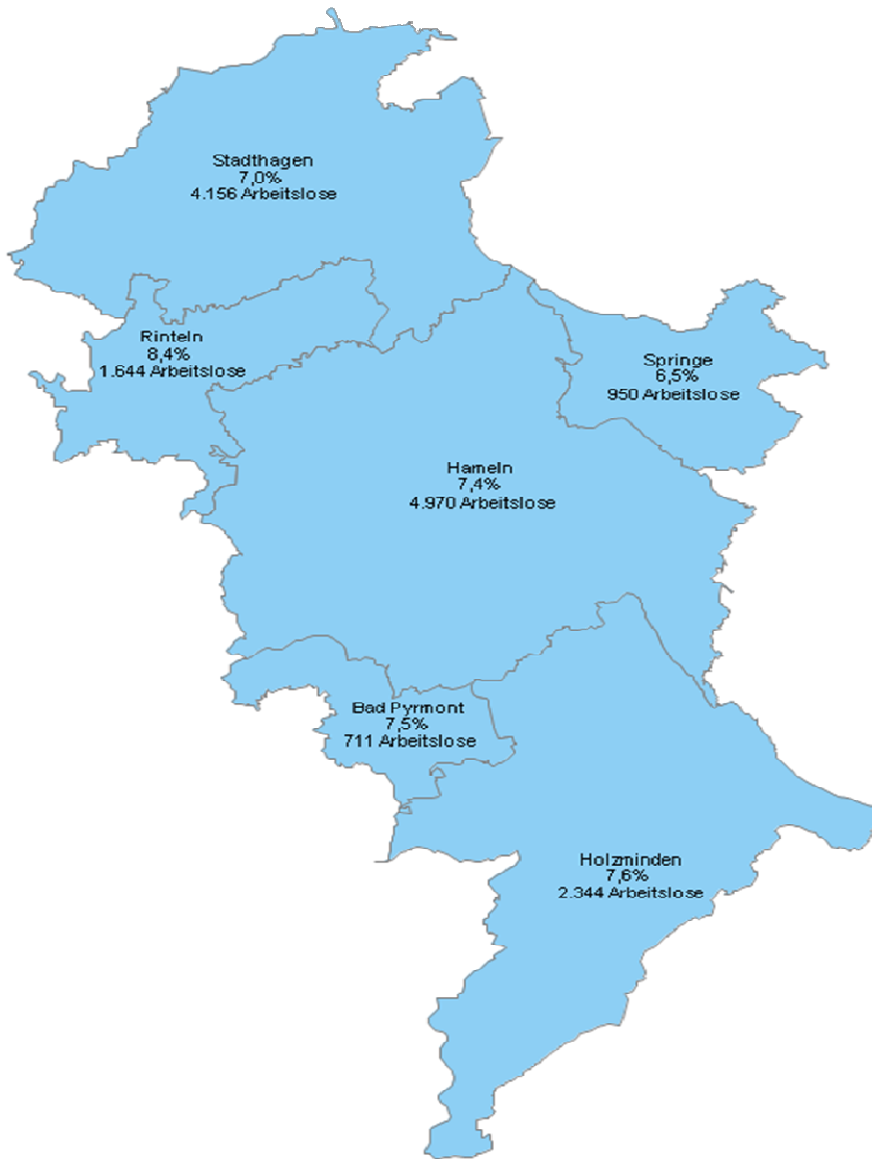 Stadthagen
7,0%
4.156 Arbeitslose
Rinteln
8,4%
1.644 Arbeitslose
Springe
6,5%
950 Arbeitslose
Hameln
7,4%
4.970 Arbeitslose
Bad Pyrmont
7,5%
711 Arbeitslose
Holzminden
7,6%
2.344 Arbeitslose